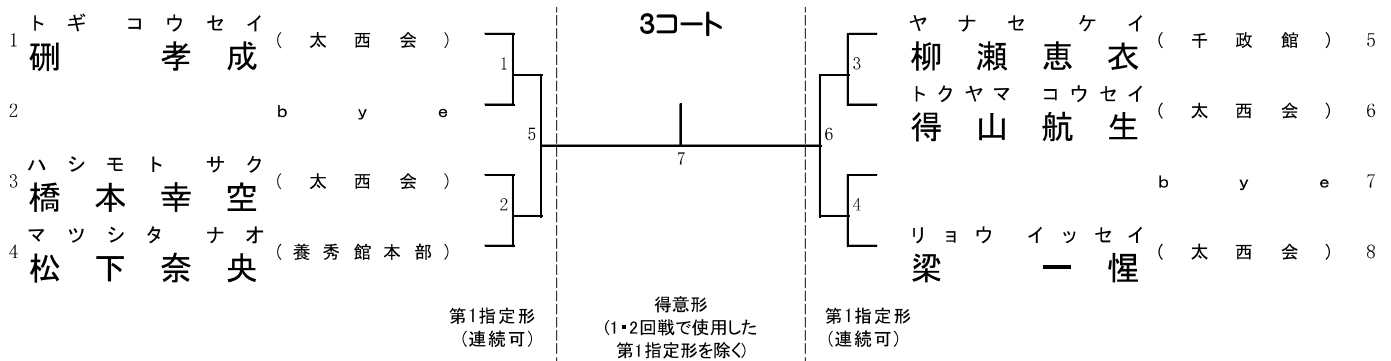 3コート
トギ コウセイ
1 硎 孝成 (太西会)
2 bye
ハシモト サク
3 橋本幸空 (太西会)
マツシタ ナオ
4 松下奈央 (養秀館本部)
1
2
5
7
6
3
4
ヤナセ ケイ
柳瀬恵衣 (千政館) 5
トクヤマ コウセイ
得山航生 (太西会) 6
bye 7
リョウ イッセイ
梁 一惺 (太西会) 8
第1指定形
(連続可)
得意形
(1・2回戦で使用した
第1指定形を除く)
第1指定形
(連続可)